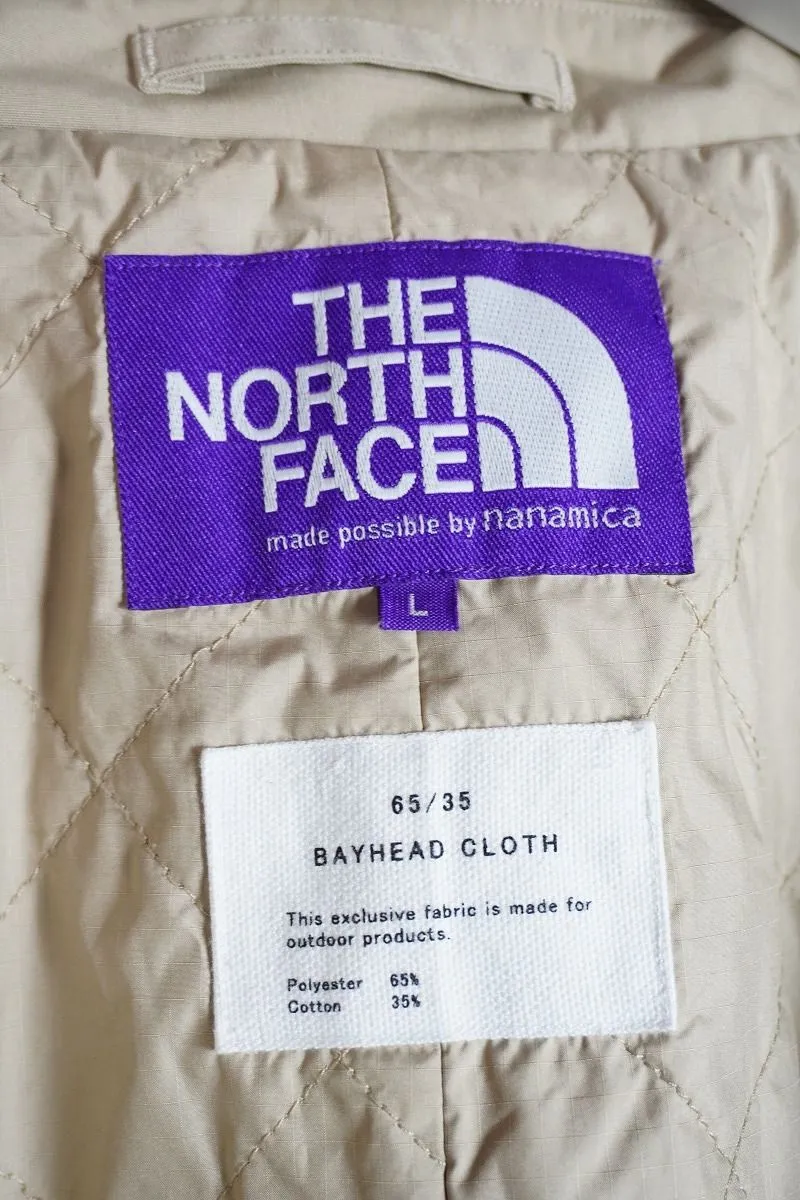 THE
NORTH
FACE
made possible by nanamica
L
65/35
BAYHEAD CLOTH
This exclusive fabric is made for
outdoor products.
Polyester 65%
Cotton 35%